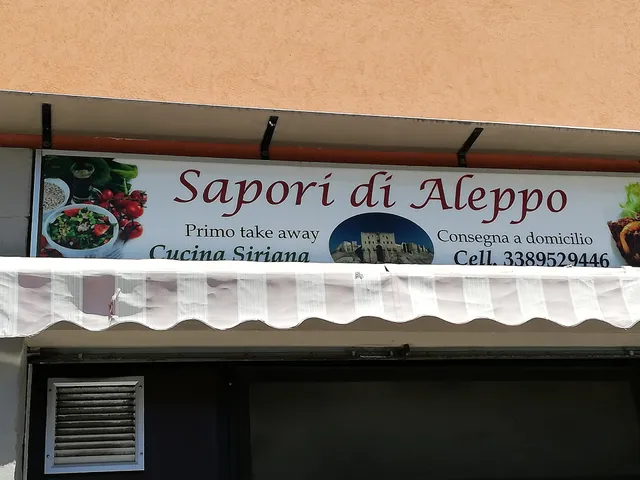 Sapori di Aleppo
Primo take away
Consegna a domicilio
Cucina Siriana
Cell. 3389529446